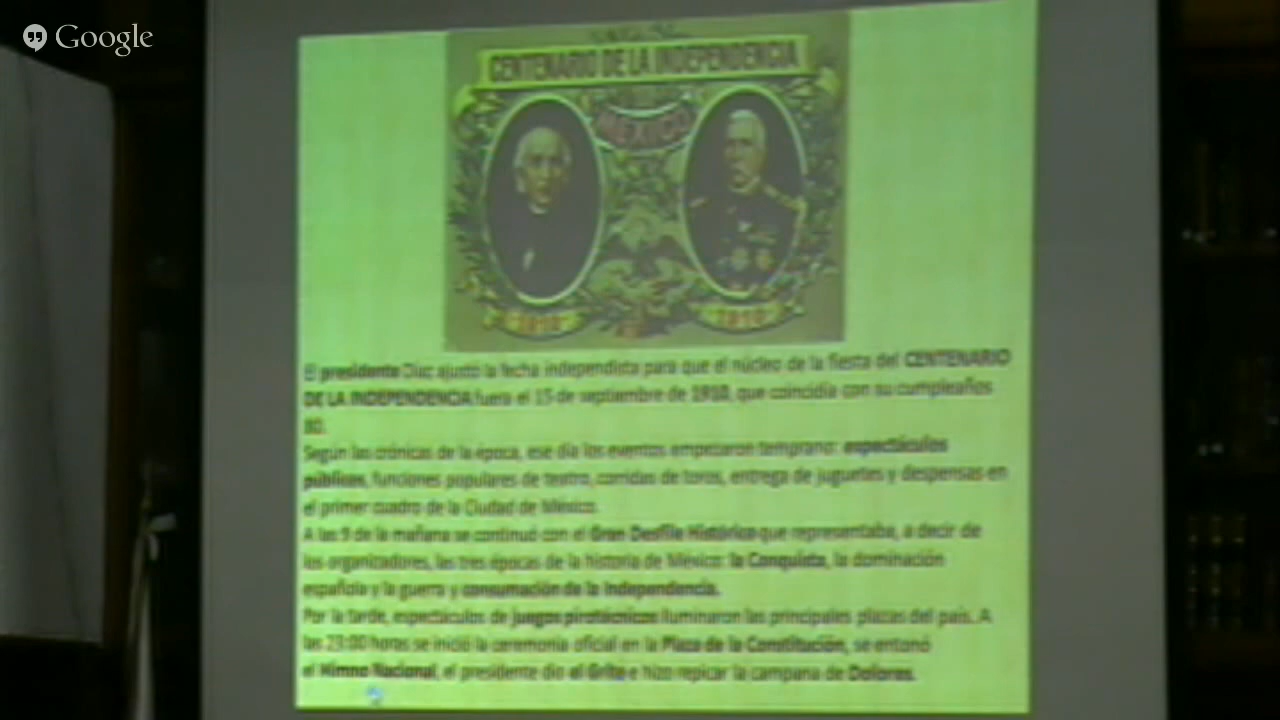 Google
CENTENARIO DE LA INDEPENDENCIA
MEXICO
1810
1910
El presidente Díaz ajustó la fecha independista para que el núcleo de la fiesta del CENTENARIO
DE LA INDEPENDENCIA fuera el 15 de septiembre de 1910, que coincidía con su cumpleaños
80.
Según las crónicas de la época, ese día los eventos empezaron temprano: espectáculos
públicos, funciones populares de teatro, corridas de toros, entrega de juguetes y despensas en
el primer cuadro de la Ciudad de México.
A las 9 de la mañana se continuó con el Gran Desfile Histórico que representaba, a decir de
los organizadores, las tres épocas de la historia de México: la Conquista, la dominación
española y la guerra y consumación de la Independencia.
Por la tarde, espectáculos de juegos pirotécnicos iluminaron las principales plazas del país. A
las 23:00 horas se inició la ceremonia oficial en la Plaza de la Constitución, se entonó
el Himno Nacional, el presidente dio el Grito e hizo repicar la campana de Dolores.